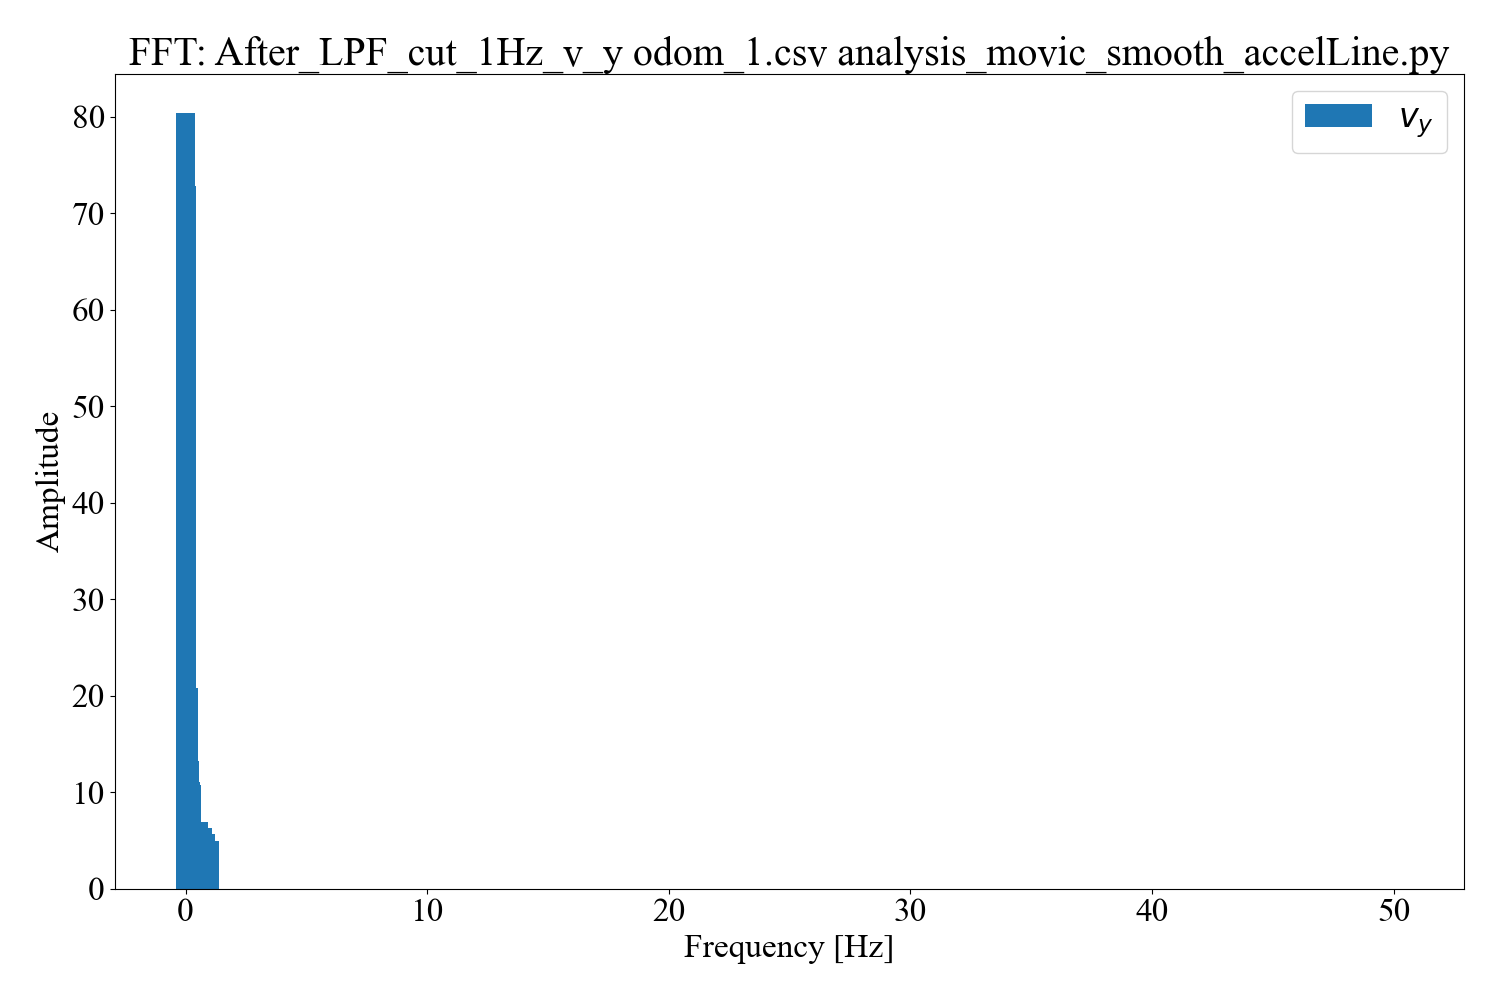 FFT: After_LPF_cut_1Hz_v_y odom_1.csv analysis_movic_smooth_accelLine.py
v_y
Amplitude
80
70
60
50
40
30
20
10
0
0 10 20 30 40 50
Frequency [Hz]